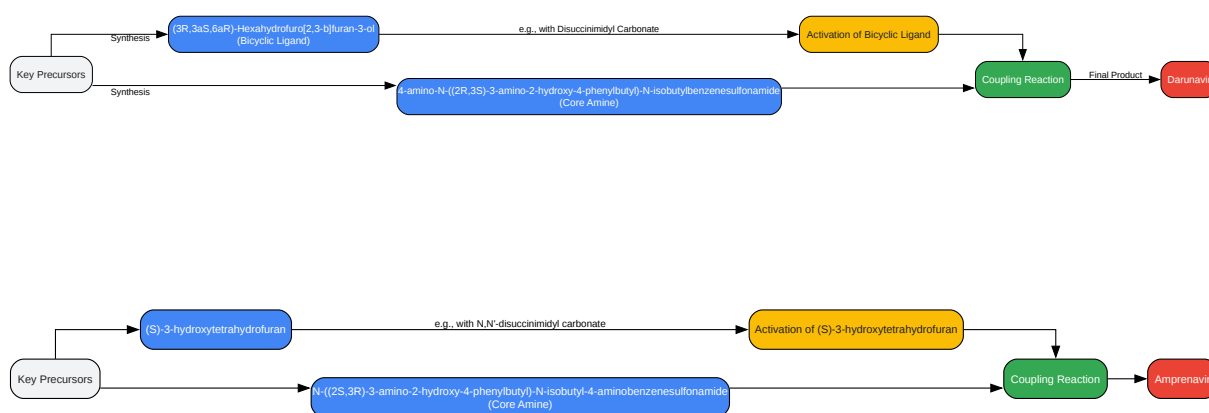 (3R,3aS,6aR)-Hexahydrofuro[2,3-b]furan-3-ol
(Bicyclic Ligand)
Synthesis
e.g., with Disuccinimidyl Carbonate
Activation of Bicyclic Ligand
Key Precursors
Synthesis
4-amino-N-((2R,3S)-3-amino-2-hydroxy-4-phenylbutyl)-N-isobutylbenzenesulfonamide
(Core Amine)
Coupling Reaction
Final Product
Darunavir
(S)-3-hydroxytetrahydrofuran
e.g., with N,N'-disuccinimidyl carbonate
Activation of (S)-3-hydroxytetrahydrofuran
Key Precursors
N-((2S,3R)-3-amino-2-hydroxy-4-phenylbutyl)-N-isobutyl-4-aminobenzenesulfonamide
(Core Amine)
Coupling Reaction
Amprenavir